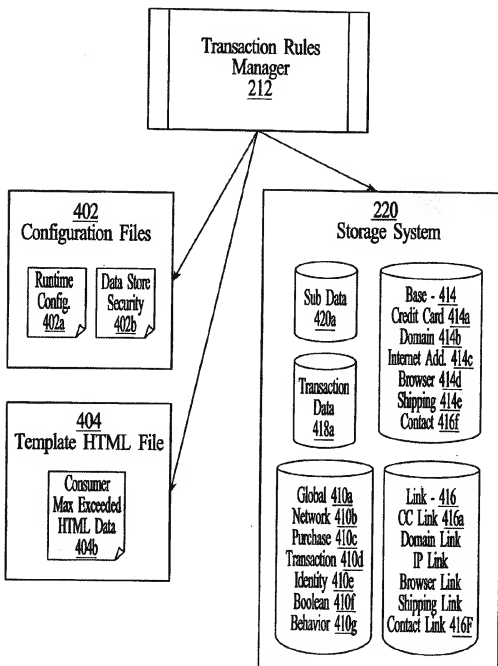 Transaction Rules
Manager
212
402
Configuration Files
Runtime
Config.
402a
Data Store
Security
402b
404
Template HTML File
Consumer
Max Exceeded
HTML Data
404b
220
Storage System
Sub Data
420a
Transaction
Data
418a
Base - 414
Credit Card 414a
Domain 414b
Internet Add. 414c
Browser 414d
Shipping 414e
Contact 416f
Global 410a
Network 410b
Purchase 410c
Transaction 410d
Identity 410e
Boolean 410f
Behavior 410g
Link - 416
CC Link 416a
Domain Link
IP Link
Browser Link
Shipping Link
Contact Link 416F